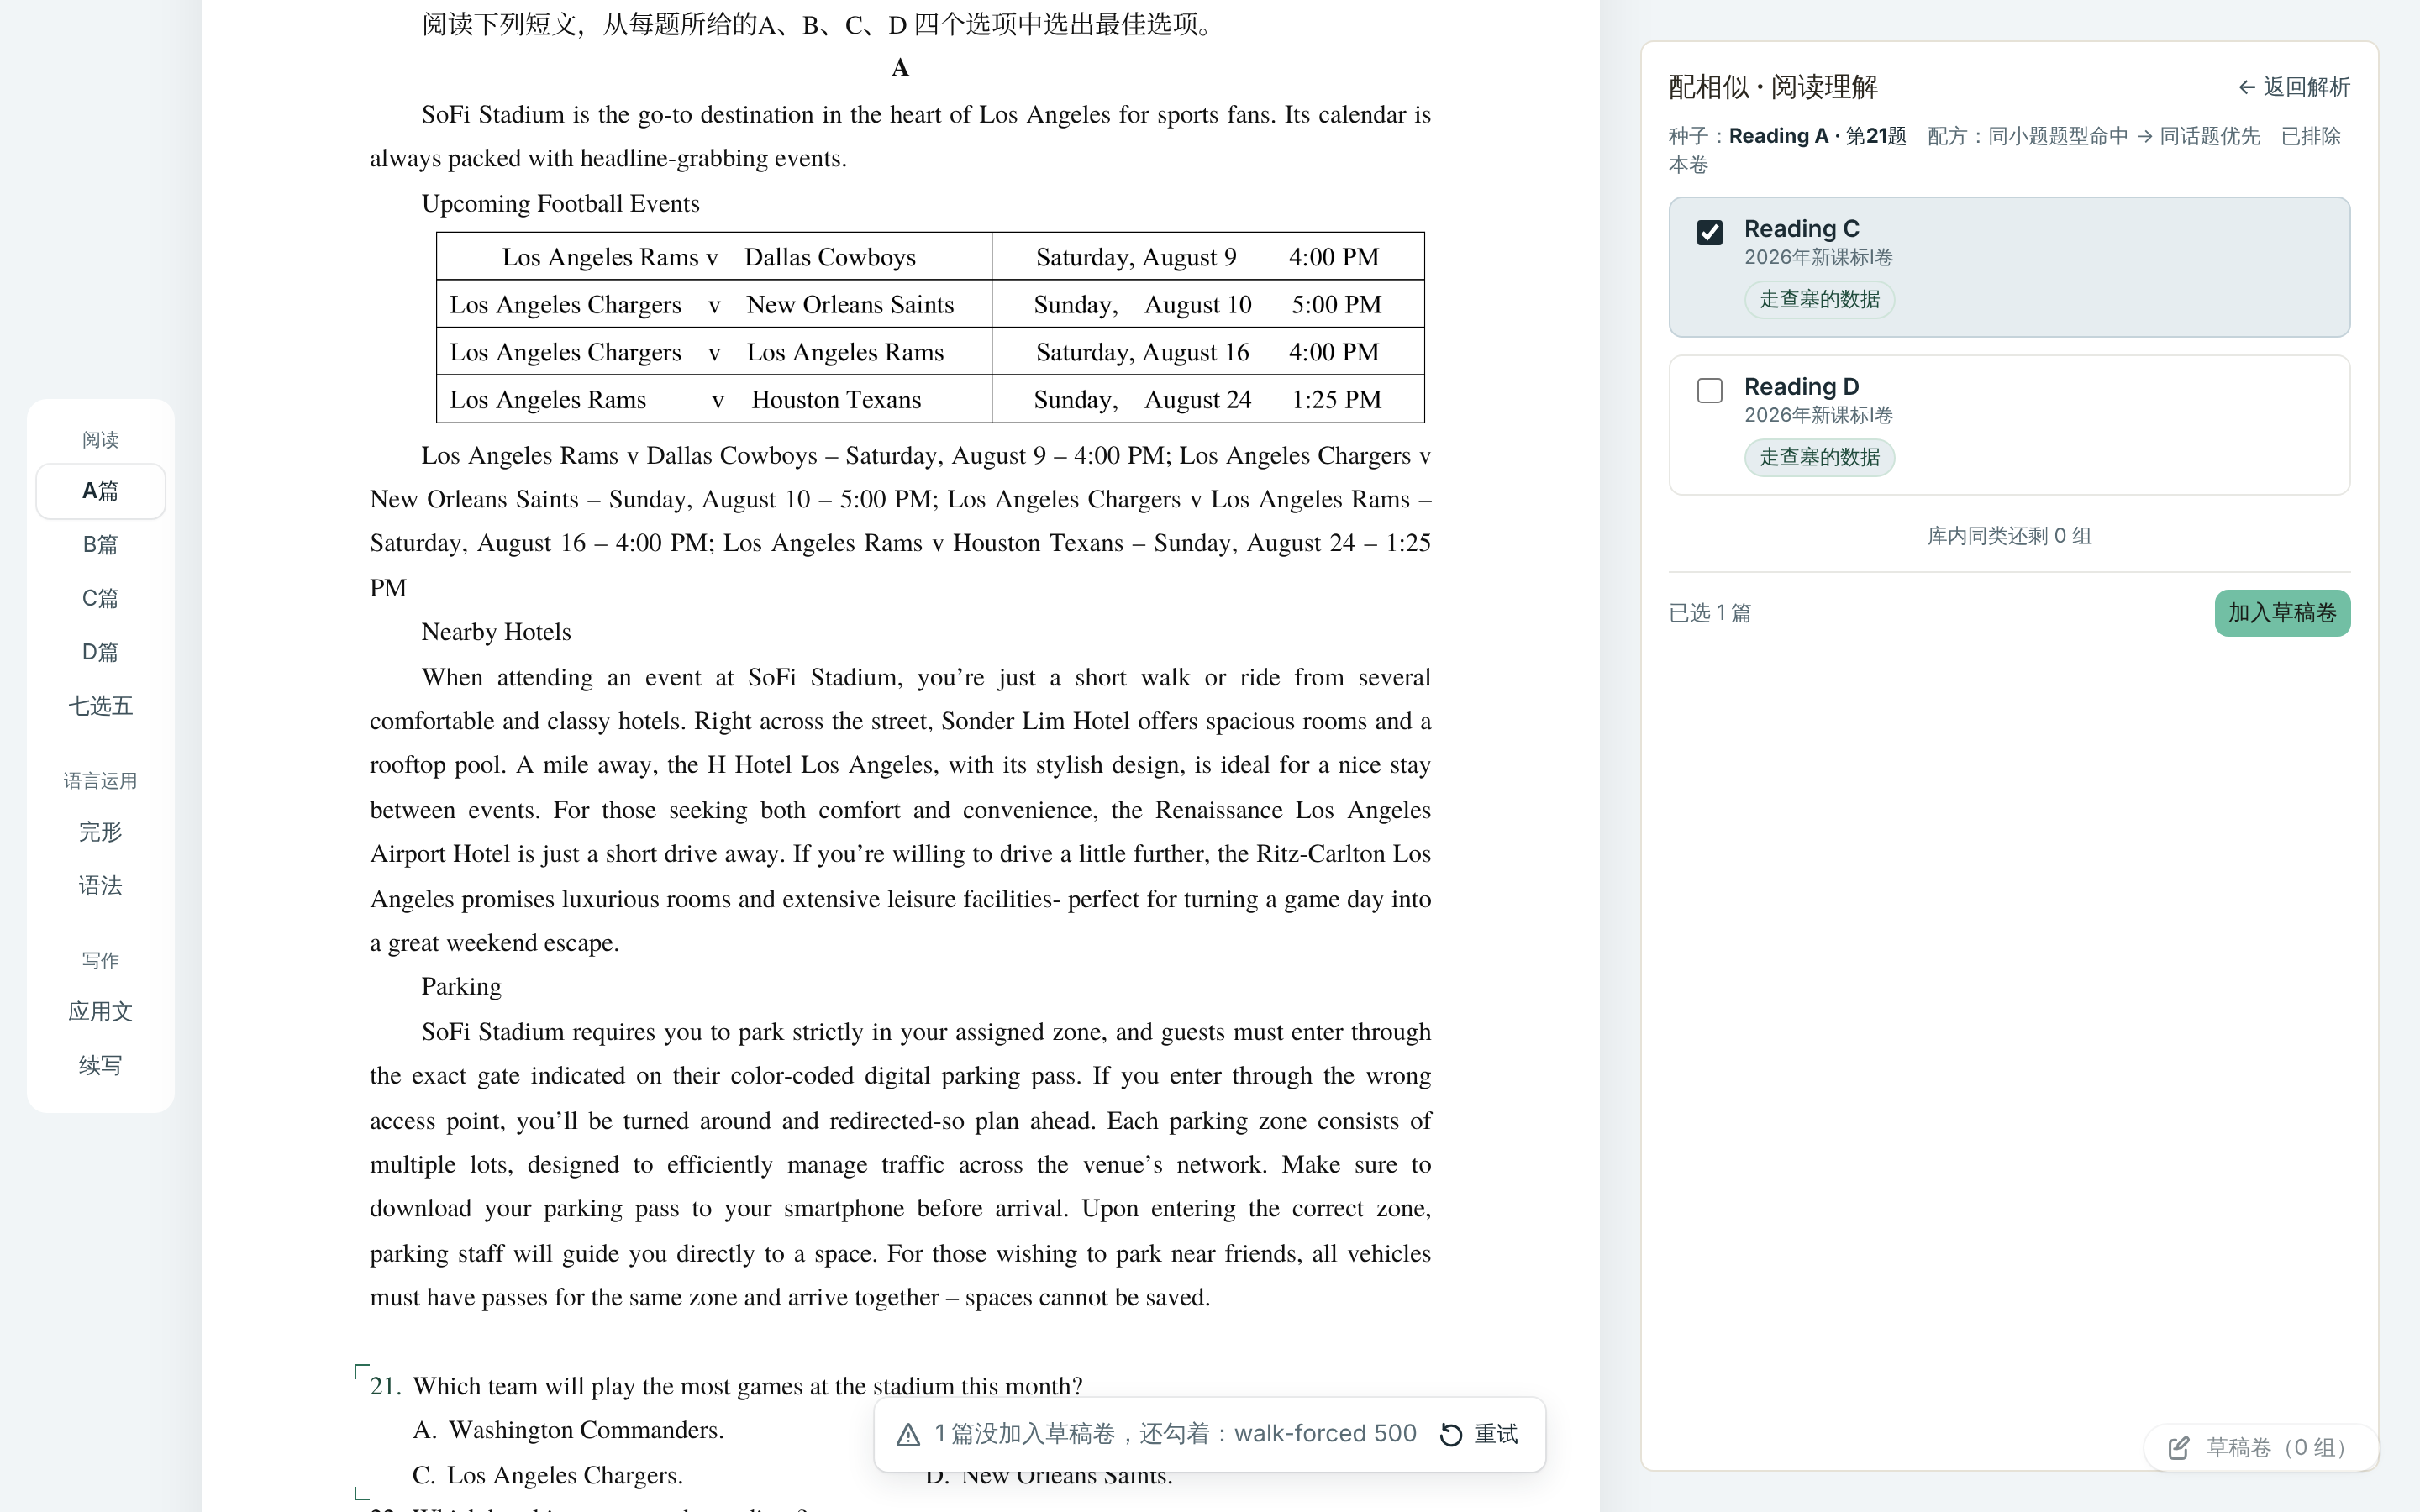 阅读下列短文，从每题所给的A、B、C、D 四个选项中选出最佳选项。
A
SoFi Stadium is the go-to destination in the heart of Los Angeles for sports fans. Its calendar is
always packed with headline-grabbing events.
Upcoming Football Events
Los Angeles Rams v Dallas Cowboys Saturday, August 9 4:00 PM
Los Angeles Chargers v New Orleans Saints Sunday, August 10 5:00 PM
Los Angeles Chargers v Los Angeles Rams Saturday, August 16 4:00 PM
Los Angeles Rams v Houston Texans Sunday, August 24 1:25 PM
Los Angeles Rams v Dallas Cowboys – Saturday, August 9 – 4:00 PM; Los Angeles Chargers v
New Orleans Saints – Sunday, August 10 – 5:00 PM; Los Angeles Chargers v Los Angeles Rams –
Saturday, August 16 – 4:00 PM; Los Angeles Rams v Houston Texans – Sunday, August 24 – 1:25
PM
Nearby Hotels
When attending an event at SoFi Stadium, you’re just a short walk or ride from several
comfortable and classy hotels. Right across the street, Sonder Lim Hotel offers spacious rooms and a
rooftop pool. A mile away, the H Hotel Los Angeles, with its stylish design, is ideal for a nice stay
between events. For those seeking both comfort and convenience, the Renaissance Los Angeles
Airport Hotel is just a short drive away. If you’re willing to drive a little further, the Ritz-Carlton Los
Angeles promises luxurious rooms and extensive leisure facilities- perfect for turning a game day into
a great weekend escape.
Parking
SoFi Stadium requires you to park strictly in your assigned zone, and guests must enter through
the exact gate indicated on their color-coded digital parking pass. If you enter through the wrong
access point, you’ll be turned around and redirected-so plan ahead. Each parking zone consists of
multiple lots, designed to efficiently manage traffic across the venue’s network. Make sure to
download your parking pass to your smartphone before arrival. Upon entering the correct zone,
parking staff will guide you directly to a space. For those wishing to park near friends, all vehicles
must have passes for the same zone and arrive together – spaces cannot be saved.
21. Which team will play the most games at the stadium this month?
A. Washington Commanders.
C. Los Angeles Chargers. D. New Orleans Saints.
1 篇没加入草稿卷，还勾着：walk-forced 500 重试
阅读
A篇
B篇
C篇
D篇
七选五
语言运用
完形
语法
写作
应用文
续写
配相似 · 阅读理解 ← 返回解析
种子：Reading A · 第21题 配方：同小题题型命中 → 同话题优先 已排除
本卷
Reading C
2026年新课标I卷
走查塞的数据
Reading D
2026年新课标I卷
走查塞的数据
库内同类还剩 0 组
已选 1 篇 加入草稿卷
草稿卷（0 组）